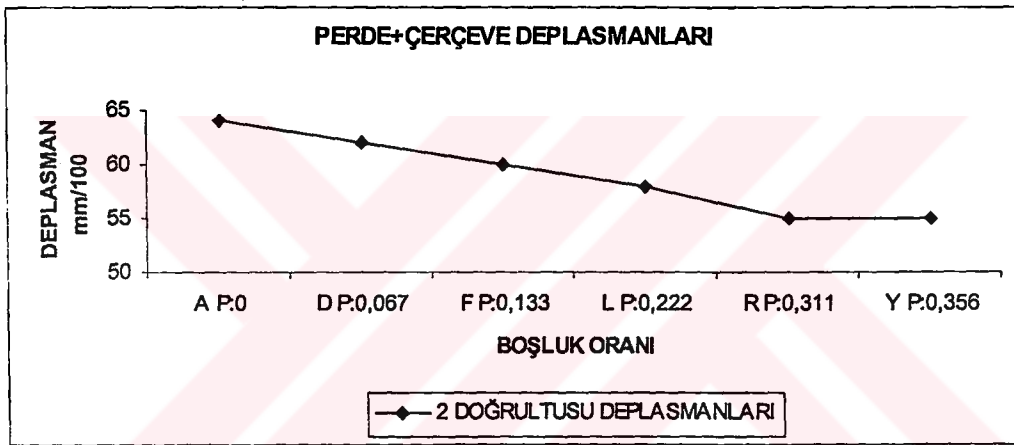 PERDE+ÇERÇEVE DEPLASMANLARI
DEPLASMAN
mm/100
65
60
55
50
A P:0 D P:0,067 F P:0,133 L P:0,222 R P:0,311 Y P:0,356
BOŞLUK ORANI
2 DOĞRULTUSU DEPLASMANLARI